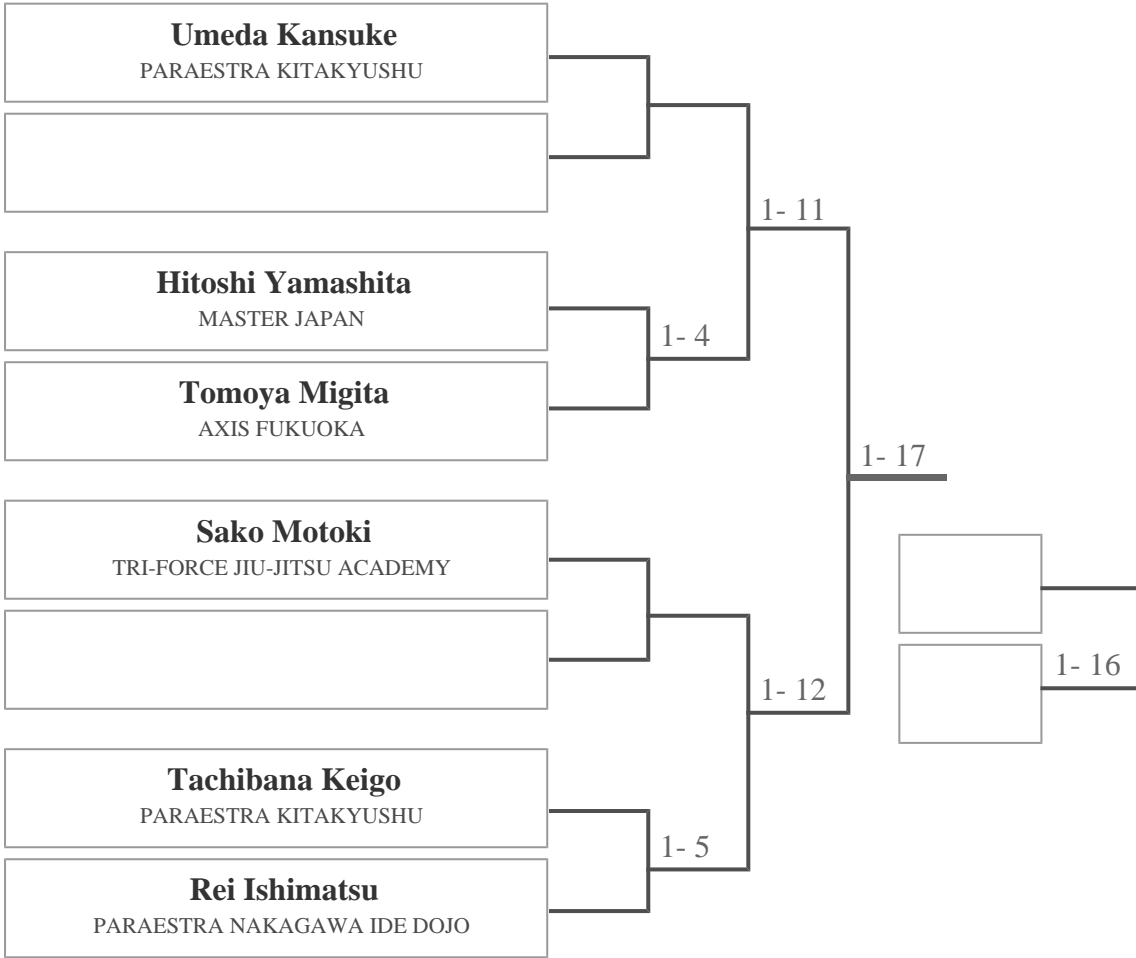 Umeda Kansuke
PARAESTRA KITAKYUSHU
1- 11
Hitoshi Yamashita
MASTER JAPAN
1- 4
Tomoya Migita
AXIS FUKUOKA
1- 17
Sako Motoki
TRI-FORCE JIU-JITSU ACADEMY
1- 16
1- 12
Tachibana Keigo
PARAESTRA KITAKYUSHU
1- 5
Rei Ishimatsu
PARAESTRA NAKAGAWA IDE DOJO